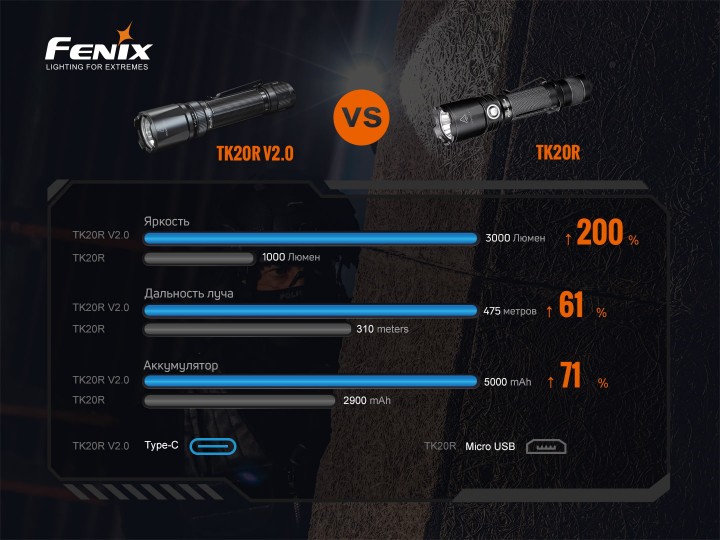 FENIX
LIGHTING FOR EXTREMES
VS
TK20R V2.0
TK20R
Яркость
TK20R V2.0 3000 Люмен ↑ 200 %
TK20R 1000 Люмен
Дальность луча
TK20R V2.0 475 метров ↑ 61 %
TK20R 310 meters
Аккумулятор
TK20R V2.0 5000 mAh ↑ 71 %
TK20R 2900 mAh
TK20R V2.0 Type-C TK20R Micro USB